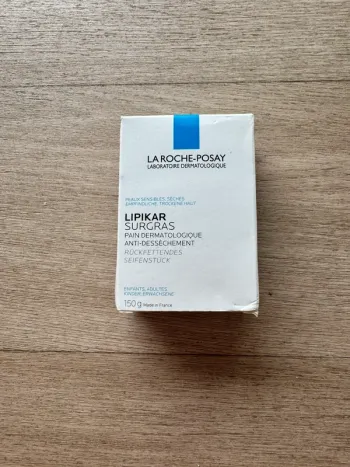 LA ROCHE-POSAY
LABORATOIRE DERMATOLOGIQUE
PEAUX SENSIBLES, SÈCHES
EMPFINDLICHE, TROCKENE HAUT
LIPIKAR
SURGRAS
PAIN DERMATOLOGIQUE
ANTI-DESSÈCHEMENT
RÜCKFETTENDES
SEIFENSTÜCK
ENFANTS, ADULTES
KINDER, ERWACHSENE
150 g Made in France